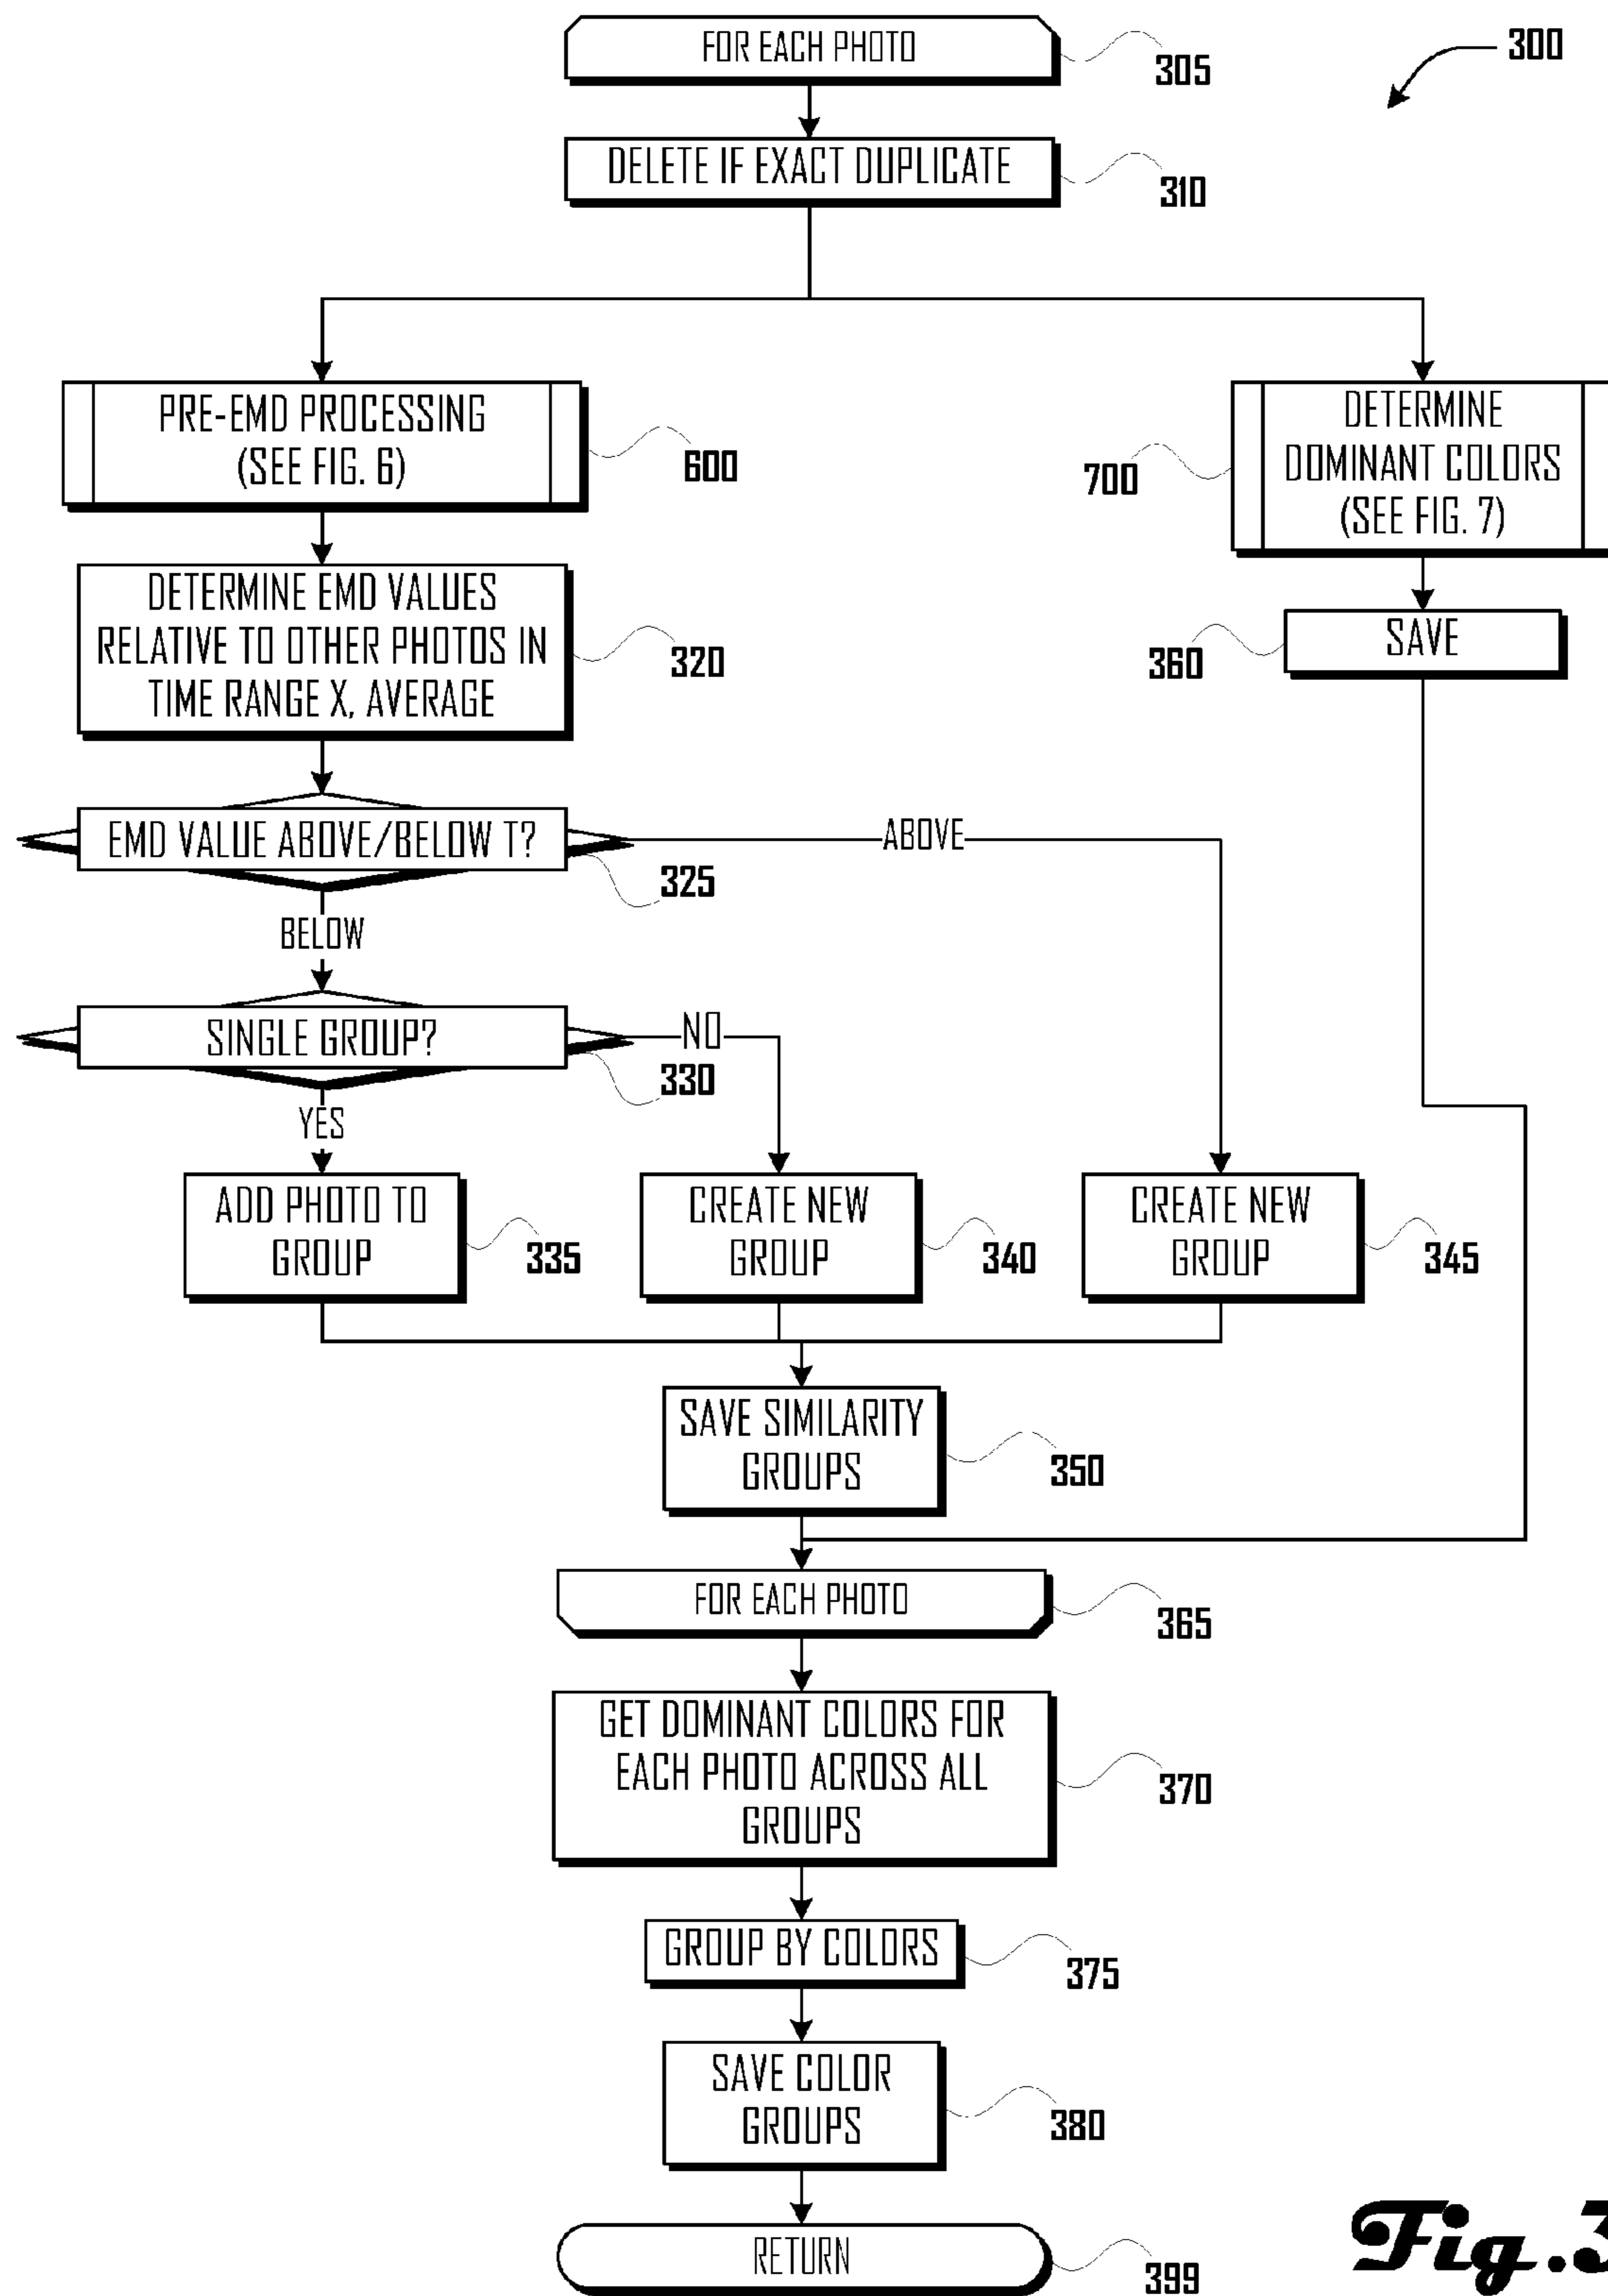 FOR EACH PHOTO
305
300
DELETE IF EXACT DUPLICATE
310
PRE-EMD PROCESSING
(SEE FIG. 6)
600
700
DETERMINE
DOMINANT COLORS
(SEE FIG. 7)
DETERMINE EMD VALUES
RELATIVE TO OTHER PHOTOS IN
TIME RANGE X, AVERAGE
320
360
SAVE
EMD VALUE ABOVE/BELOW T?
ABOVE
325
BELOW
SINGLE GROUP?
NO
330
YES
ADD PHOTO TO
GROUP
335
CREATE NEW
GROUP
340
CREATE NEW
GROUP
345
SAVE SIMILARITY
GROUPS
350
FOR EACH PHOTO
365
GET DOMINANT COLORS FOR
EACH PHOTO ACROSS ALL
GROUPS
370
GROUP BY COLORS
375
SAVE COLOR
GROUPS
380
RETURN
399
Fig.3